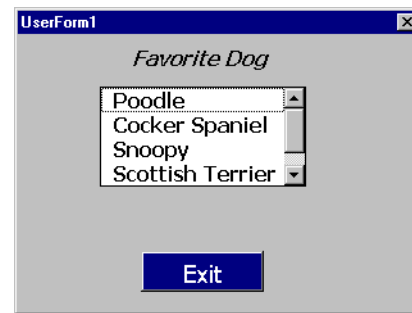 UserForm1
Favorite Dog
Poodle
Cocker Spaniel
Snoopy
Scottish Terrier
Exit